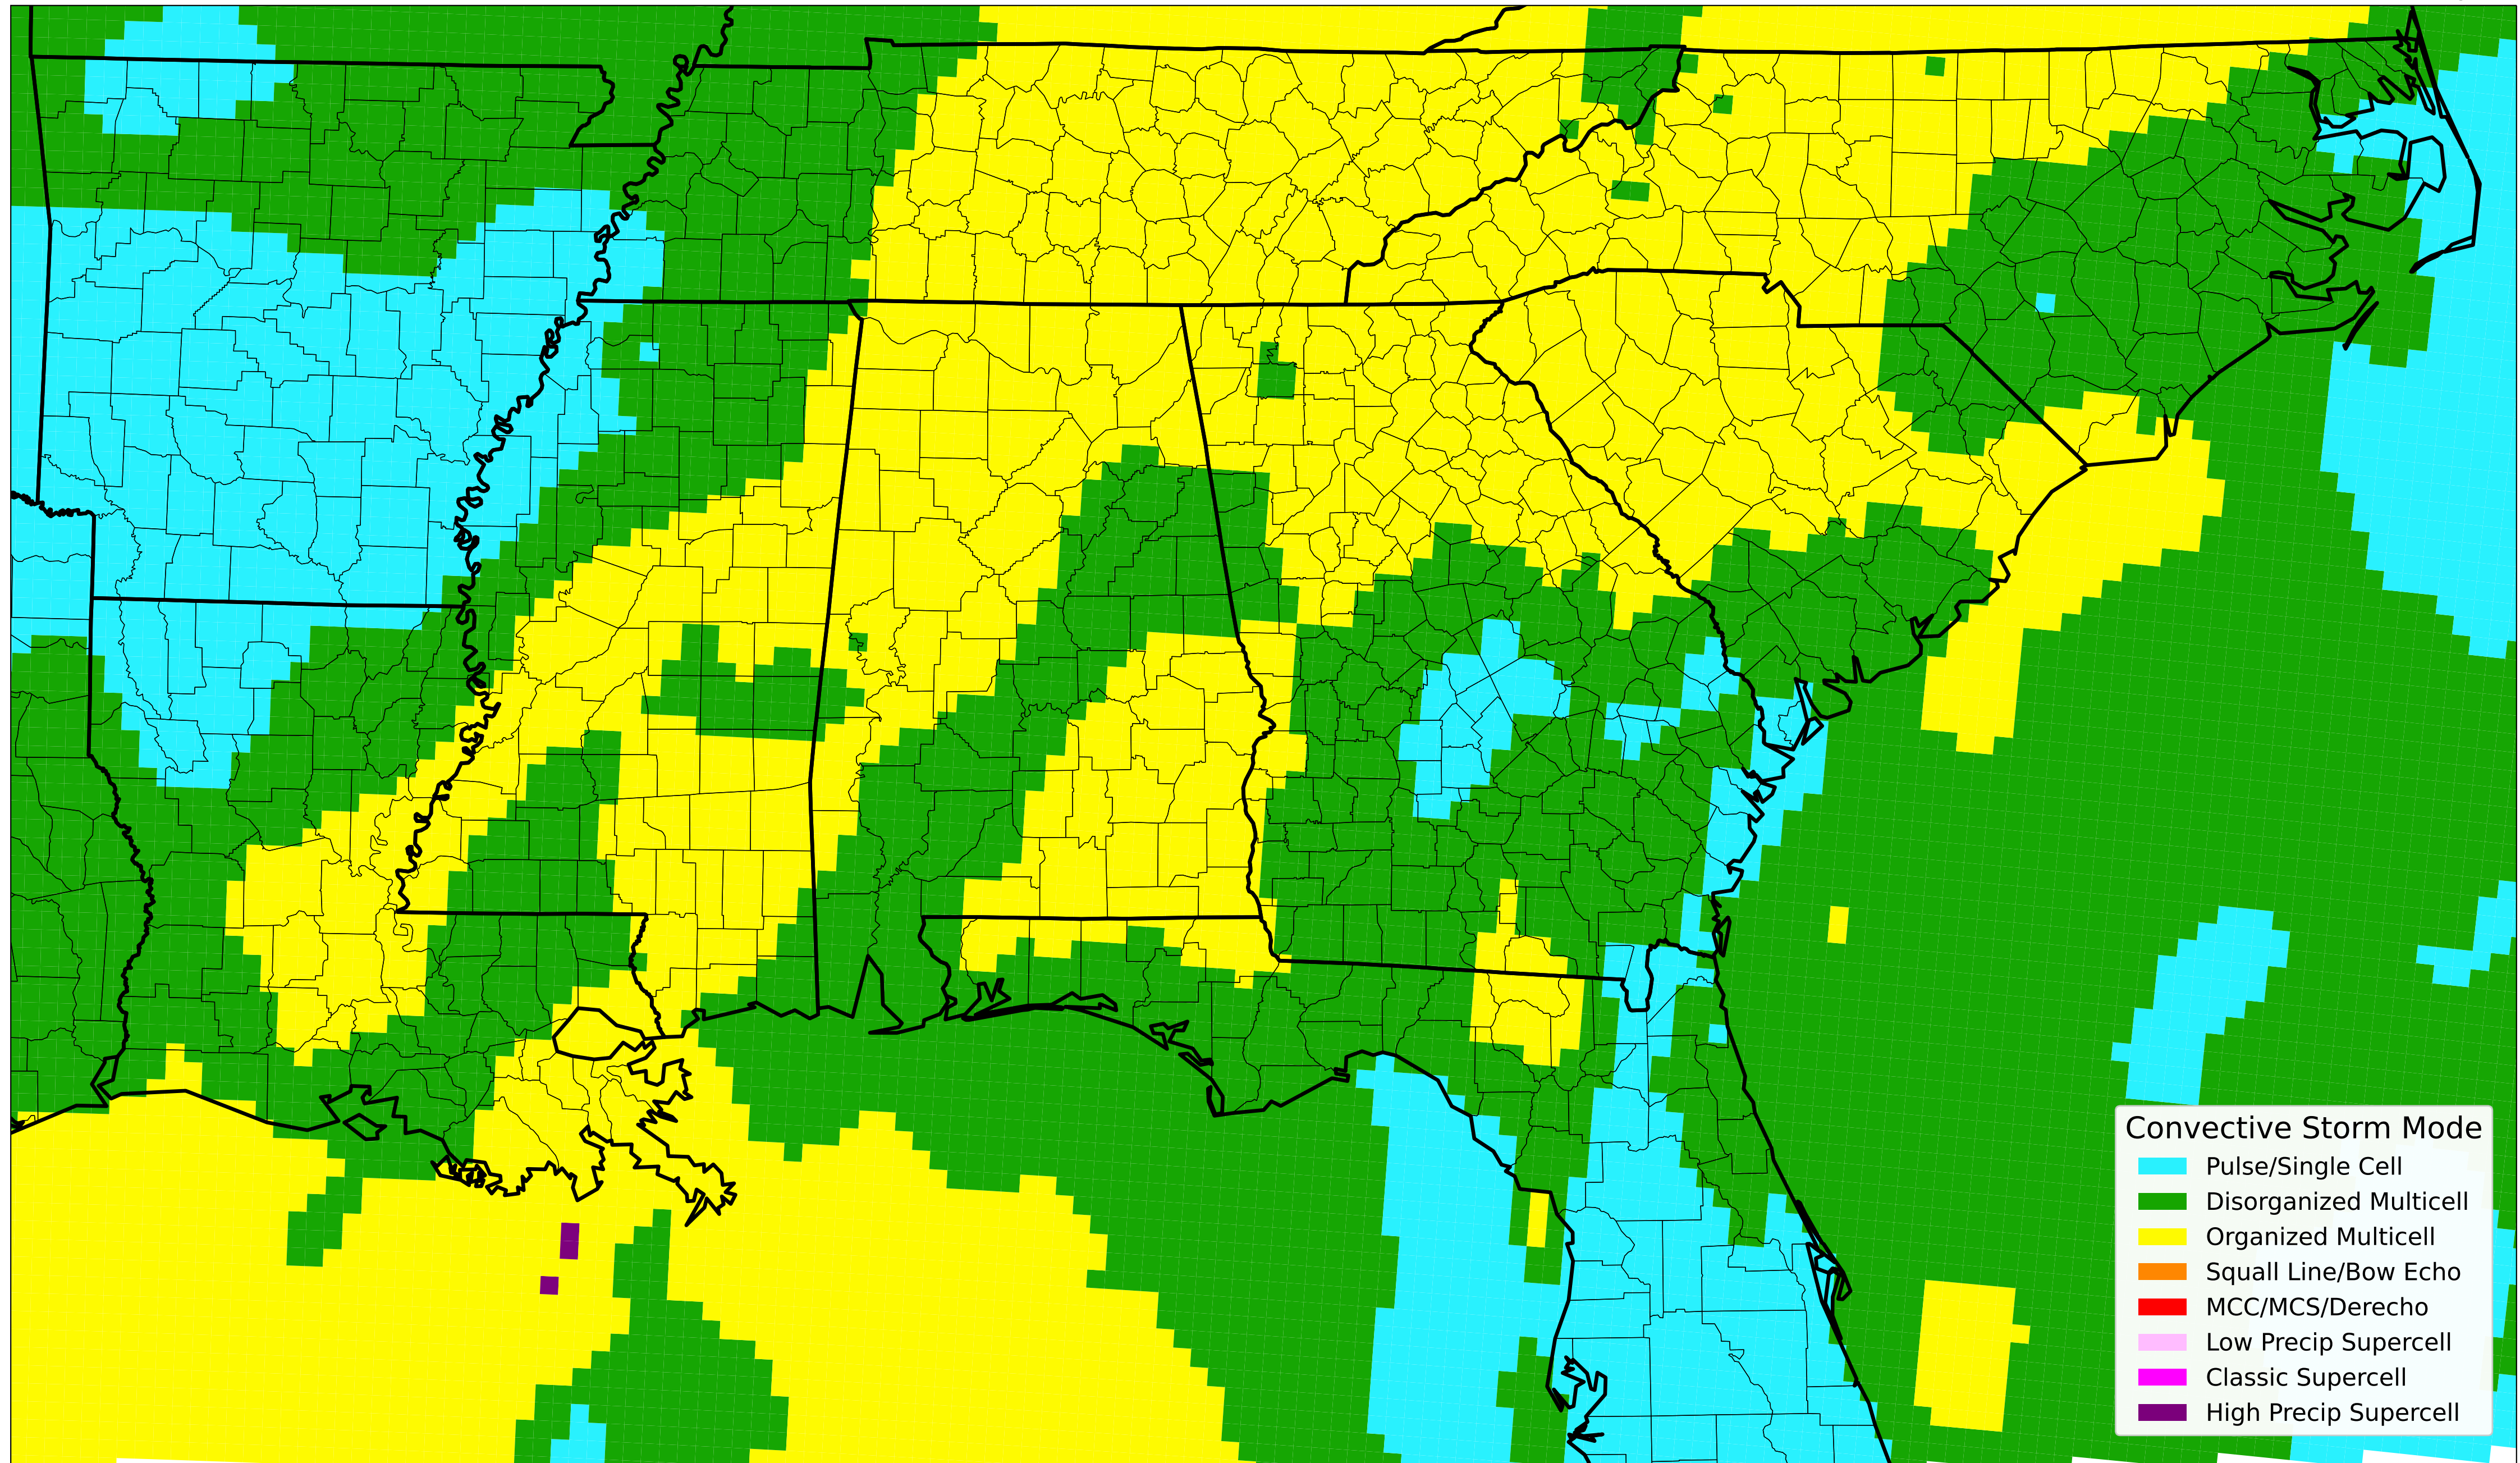 Convective Storm Mode
Pulse/Single Cell
Disorganized Multicell
Organized Multicell
Squall Line/Bow Echo
MCC/MCS/Derecho
Low Precip Supercell
Classic Supercell
High Precip Supercell